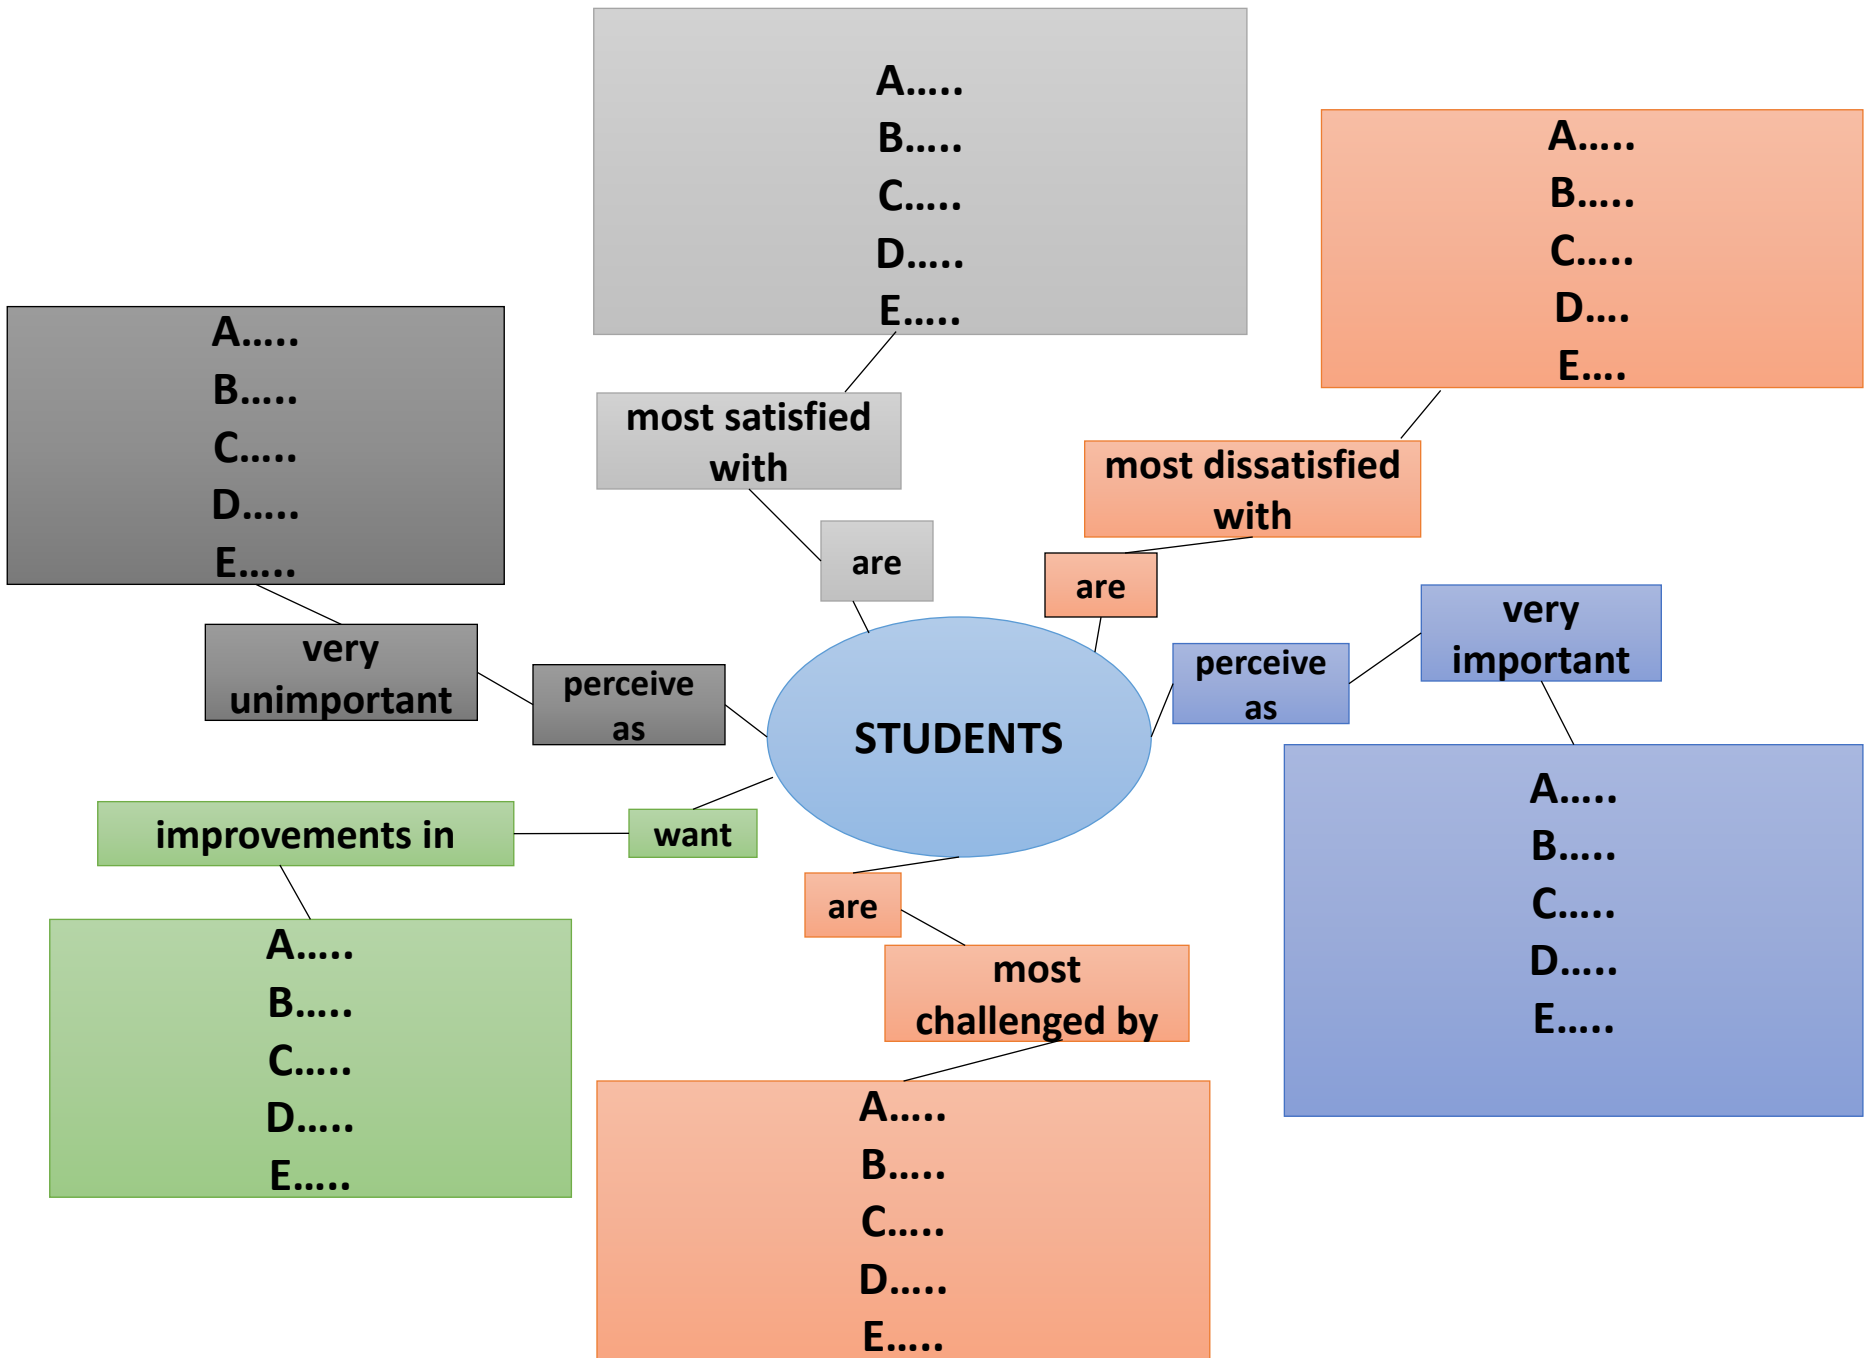 A.....
B.....
C.....
D.....
E.....
most satisfied
with
are
A.....
B.....
C.....
D....
E....
most dissatisfied
with
are
A.....
B.....
C.....
D.....
E.....
very
unimportant
perceive
as
STUDENTS
perceive
as
very
important
A.....
B.....
C.....
D.....
E.....
improvements in
want
A.....
B.....
C.....
D.....
E.....
are
most
challenged by
A.....
B.....
C.....
D.....
E.....